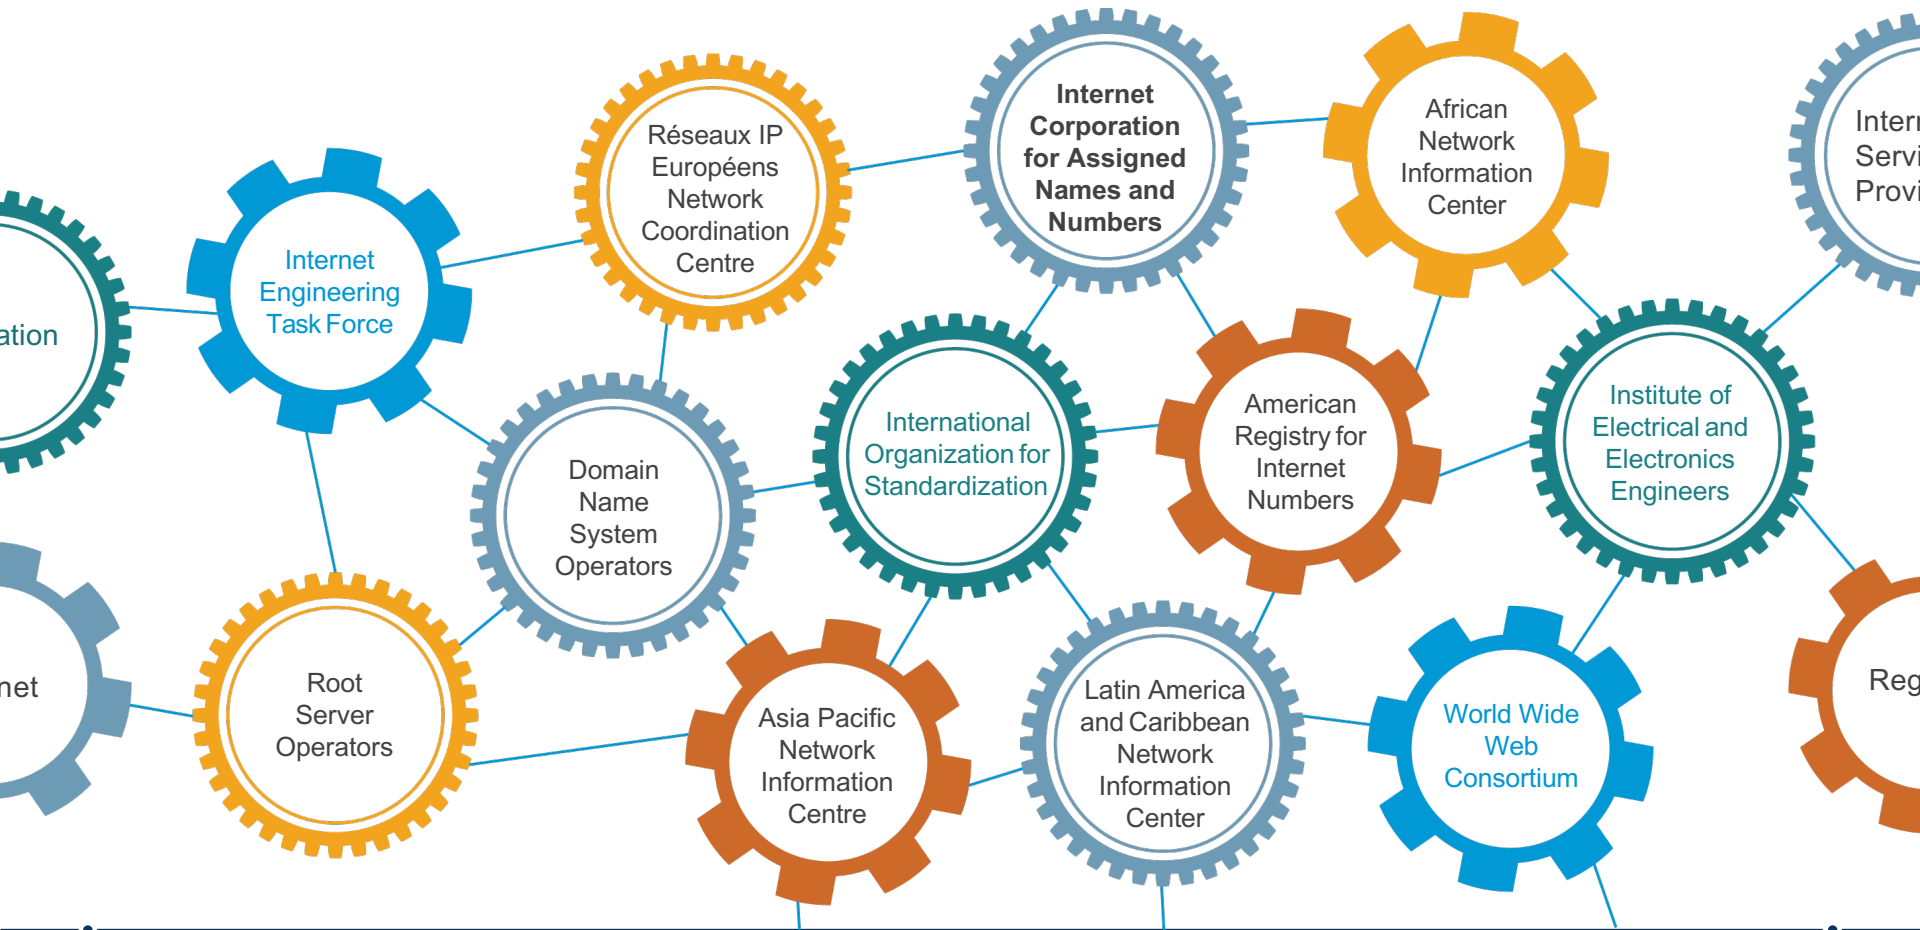 Internet
Corporation
for Assigned
Names and
Numbers
African
Network
Information
Center
Réseaux IP
Européens
Network
Coordination
Centre
Internet
Engineering
Task Force
International
Organization for
Standardization
American
Registry for
Internet
Numbers
Institute of
Electrical and
Electronics
Engineers
Domain
Name
System
Operators
Root
Server
Operators
Asia Pacific
Network
Information
Centre
Latin America
and Caribbean
Network
Information
Center
World Wide
Web
Consortium